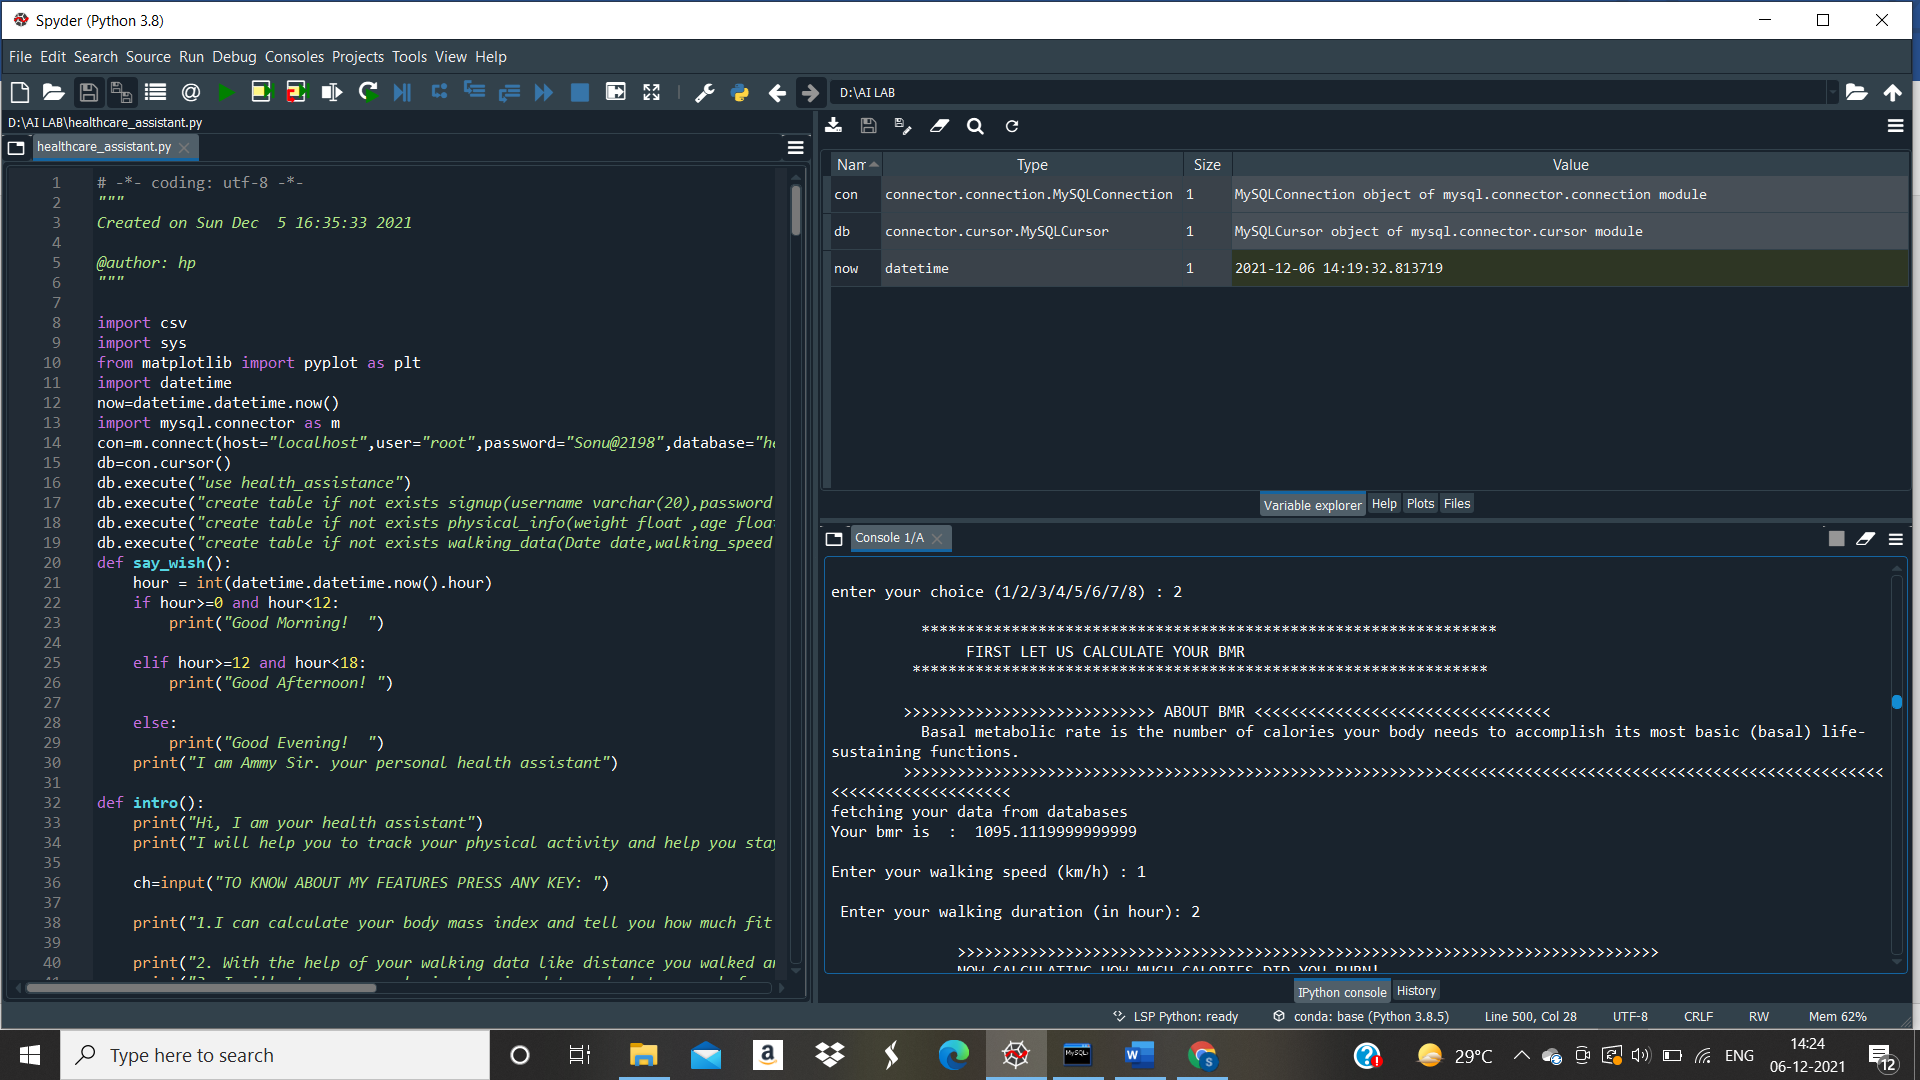 Spyder (Python 3.8)
File Edit Search Source Run Debug Consoles Projects Tools View Help
D:\AI LAB
D:\AI LAB\healthcare_assistant.py
healthcare_assistant.py
1 # -*- coding: utf-8 -*-
2 """
3 Created on Sun Dec  5 16:35:33 2021
4
5 @author: hp
6 """
7
8 import csv
9 import sys
10 from matplotlib import pyplot as plt
11 import datetime
12 now=datetime.datetime.now()
13 import mysql.connector as m
14 con=m.connect(host="localhost",user="root",password="Sonu@2198",database="he
15 db=con.cursor()
16 db.execute("use health_assistance")
17 db.execute("create table if not exists signup(username varchar(20),password
18 db.execute("create table if not exists physical_info(weight float ,age floa
19 db.execute("create table if not exists walking_data(Date date,walking_speed
20 def say_wish():
21     hour = int(datetime.datetime.now().hour)
22     if hour>=0 and hour<12:
23         print("Good Morning!  ")
24
25     elif hour>=12 and hour<18:
26         print("Good Afternoon! ")
27
28     else:
29         print("Good Evening!  ")
30     print("I am Ammy Sir. your personal health assistant")
31
32 def intro():
33     print("Hi, I am your health assistant")
34     print("I will help you to track your physical activity and help you stay
35
36     ch=input("TO KNOW ABOUT MY FEATURES PRESS ANY KEY: ")
37
38     print("1.I can calculate your body mass index and tell you how much fit
39
40     print("2. With the help of your walking data like distance you walked an
Nam Type Size Value
con connector.connection.MySQLConnection 1 MySQLConnection object of mysql.connector.connection module
db connector.cursor.MySQLCursor 1 MySQLCursor object of mysql.connector.cursor module
now datetime 1 2021-12-06 14:19:32.813719
Variable explorer Help Plots Files
Console 1/A
enter your choice (1/2/3/4/5/6/7/8) : 2
****************************************************************
FIRST LET US CALCULATE YOUR BMR
****************************************************************
>>>>>>>>>>>>>>>>>>>>>>>>>>>> ABOUT BMR <<<<<<<<<<<<<<<<<<<<<<<<<<<<<<<<<
Basal metabolic rate is the number of calories your body needs to accomplish its most basic (basal) life-
sustaining functions.
>>>>>>>>>>>>>>>>>>>>>>>>>>>>>>>>>>>>>>>>>>>>>>>>>>>>>>>>>>>><<<<<<<<<<<<<<<<<<<<<<<<<<<<<<<<<<<<<<<<<<<<<<<<<
<<<<<<<<<<<<<<<<<<<<
fetching your data from databases
Your bmr is  :  1095.1119999999999
Enter your walking speed (km/h) : 1
Enter your walking duration (in hour): 2
>>>>>>>>>>>>>>>>>>>>>>>>>>>>>>>>>>>>>>>>>>>>>>>>>>>>>>>>>>>>>>>>>>>>>>>>>>>>>>
NOW CALCULATING HOW MUCH CALORIES DID YOU BURN!
IPython console History
LSP Python: ready conda: base (Python 3.8.5) Line 500, Col 28 UTF-8 CRLF RW Mem 62%
Type here to search
MySQL
29°C ENG
14:24
06-12-2021
12